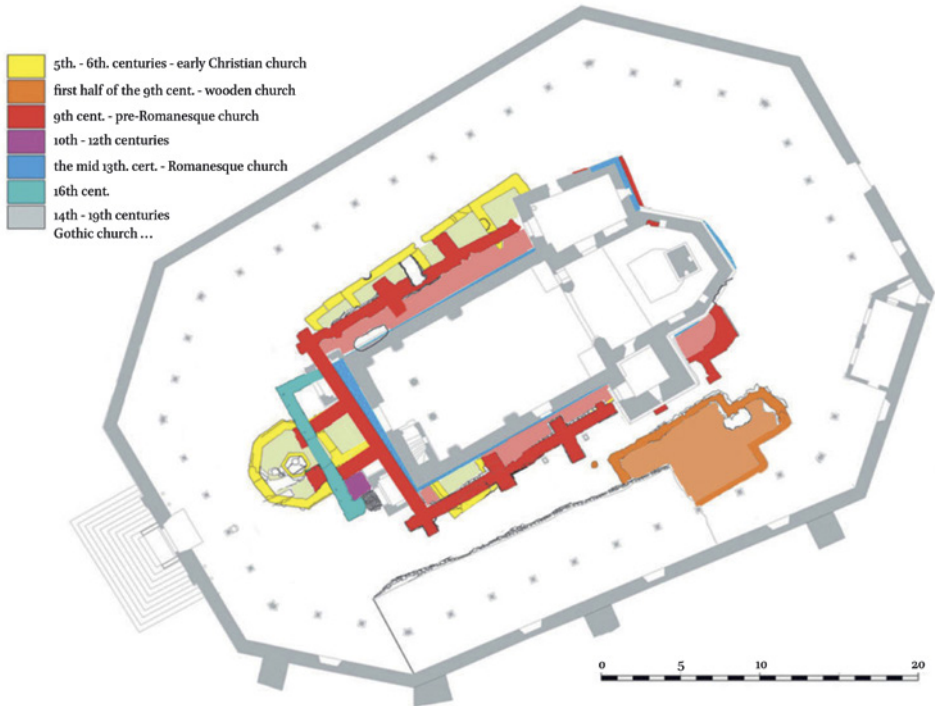 5th. - 6th. centuries - early Christian church
first half of the 9th cent. - wooden church
9th cent. - pre-Romanesque church
10th - 12th centuries
the mid 13th. cert. - Romanesque church
16th cent.
14th - 19th centuries
Gothic church ...
0 5 10 20